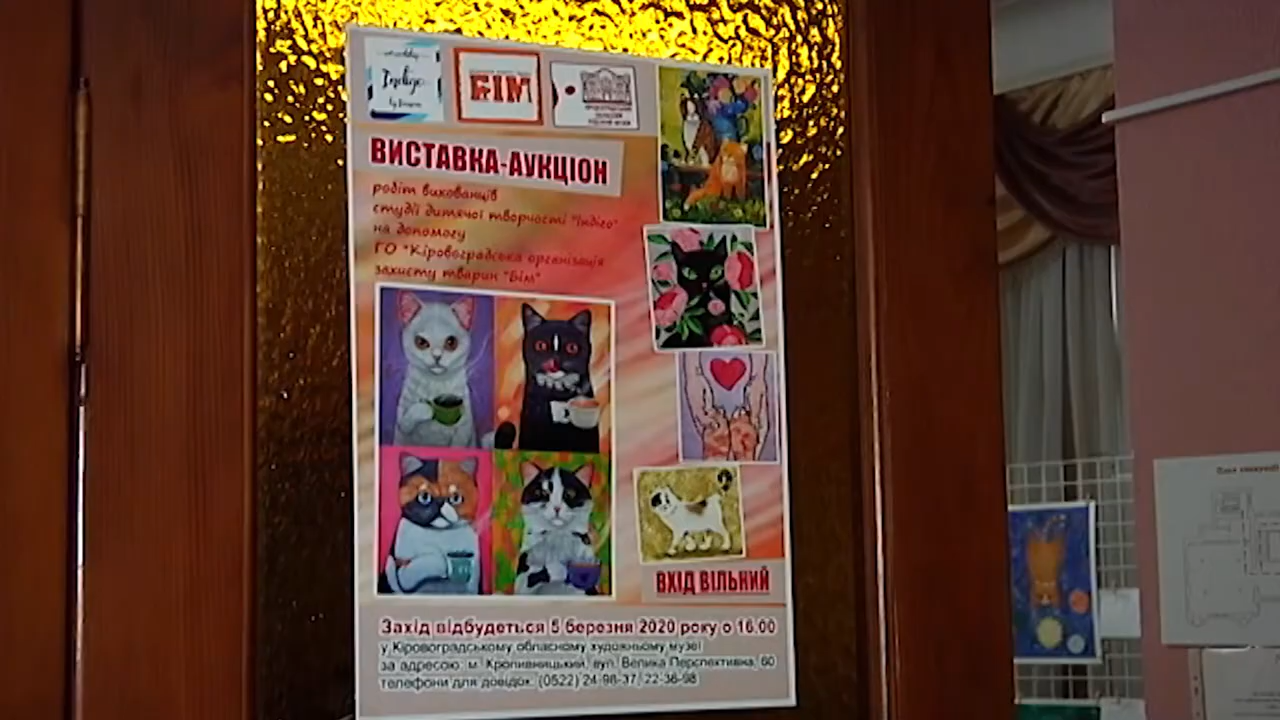 Indigo
БІМ
ВИСТАВКА-АУКЦІОН
робіт вихованців
студії дитячої творчості "Індіго"
на допомогу
ГО "Кіровоградська організація
захисту тварин "Бім"
ВХІД ВІЛЬНИЙ
Захід відбудеться 5 березня 2020 року о 16.00
у Кіровоградському обласному художньому музеї
за адресою: м. Кропивницький, вул. Велика Перспективна, 60
телефони для довідок: (0522) 24-98-37, 22-36-98